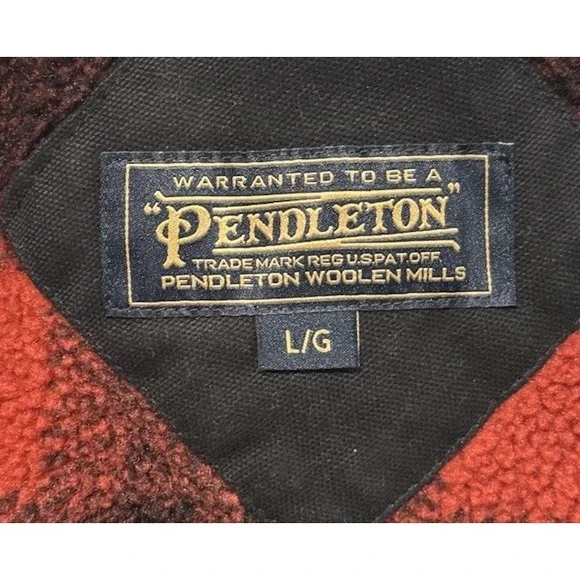 WARRANTED TO BE A
"PENDLETON"
TRADE MARK REG U.S.PAT.OFF
PENDLETON WOOLEN MILLS
L/G